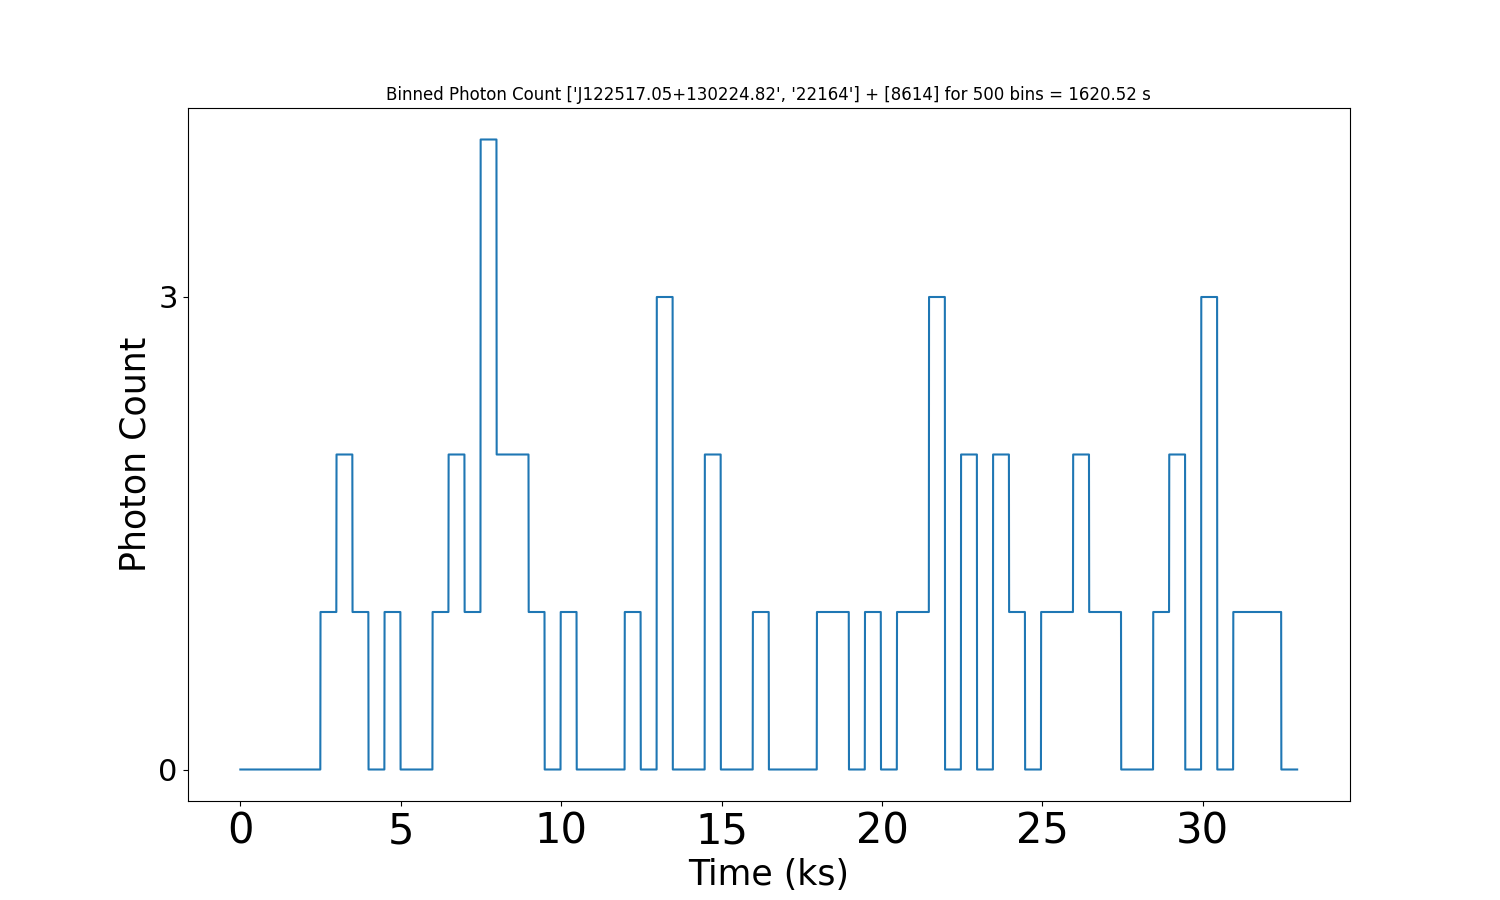 Binned Photon Count ['J122517.05+130224.82', '22164'] + [8614] for 500 bins = 1620.52 s
Photon Count
3
0
0 5 10 15 20 25 30
Time (ks)